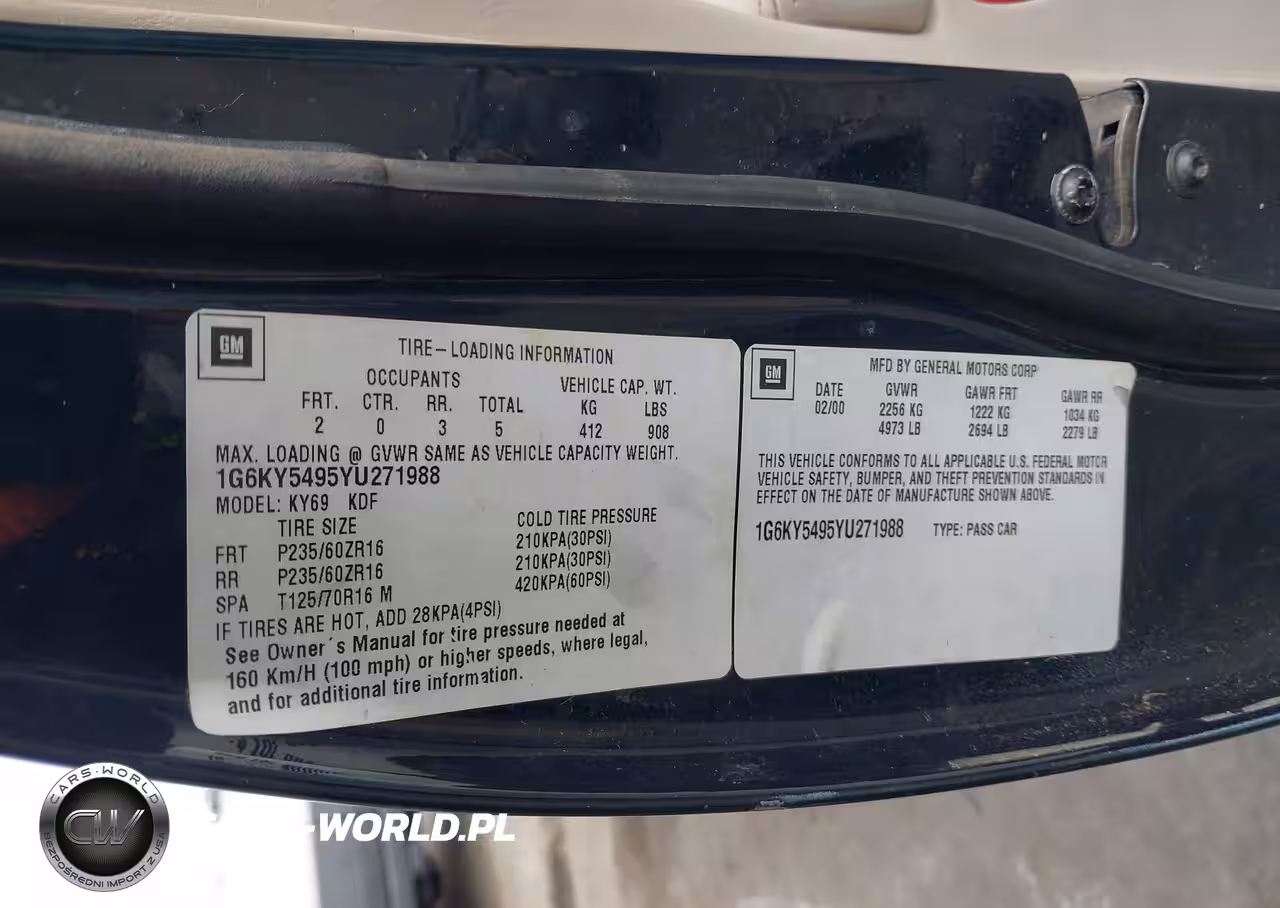 GM
TIRE–LOADING INFORMATION
OCCUPANTS VEHICLE CAP. WT.
FRT. CTR. RR. TOTAL KG LBS
2 0 3 5 412 908
MAX. LOADING @ GVWR SAME AS VEHICLE CAPACITY WEIGHT.
1G6KY5495YU271988
MODEL: KY69 KDF
TIRE SIZE COLD TIRE PRESSURE
FRT P235/60ZR16 210KPA(30PSI)
RR P235/60ZR16 210KPA(30PSI)
SPA T125/70R16 M 420KPA(60PSI)
IF TIRES ARE HOT, ADD 28KPA(4PSI)
See Owner's Manual for tire pressure needed at
160 Km/H (100 mph) or higher speeds, where legal,
and for additional tire information.
GM
MFD BY GENERAL MOTORS CORP
DATE GVWR GAWR FRT GAWR RR
02/00 2256 KG 1222 KG 1034 KG
4973 LB 2694 LB 2279 LB
THIS VEHICLE CONFORMS TO ALL APPLICABLE U.S. FEDERAL MOTOR
VEHICLE SAFETY, BUMPER, AND THEFT PREVENTION STANDARDS IN
EFFECT ON THE DATE OF MANUFACTURE SHOWN ABOVE.
1G6KY5495YU271988 TYPE: PASS CAR
CARS-WORLD
CW
BEZPOŚREDNI IMPORT Z USA
-WORLD.PL